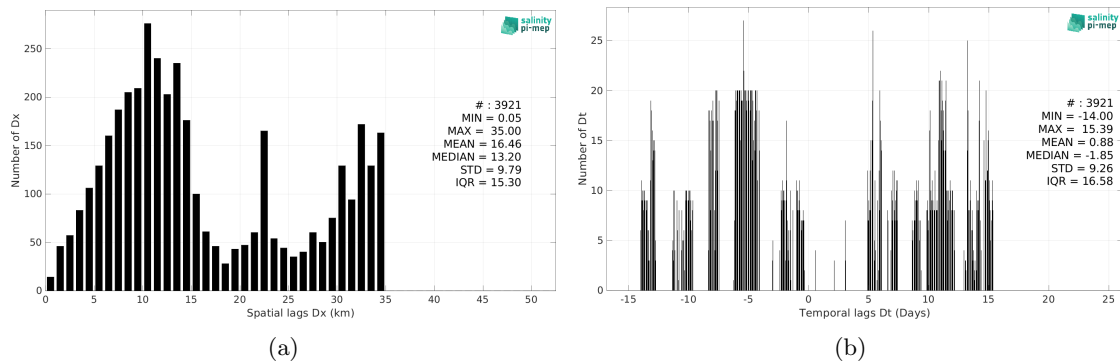 salinity
pi-mep
250
200
150
100
50
0
Number of Dx
# : 3921
MIN = 0.05
MAX = 35.00
MEAN = 16.46
MEDIAN = 13.20
STD = 9.79
IQR = 15.30
0 5 10 15 20 25 30 35 40 45 50
Spatial lags Dx (km)
(a)
salinity
pi-mep
25
20
15
10
5
0
Number of Dt
# : 3921
MIN = -14.00
MAX = 15.39
MEAN = 0.88
MEDIAN = -1.85
STD = 9.26
IQR = 16.58
-15 -10 -5 0 5 10 15 20 25
Temporal lags Dt (Days)
(b)